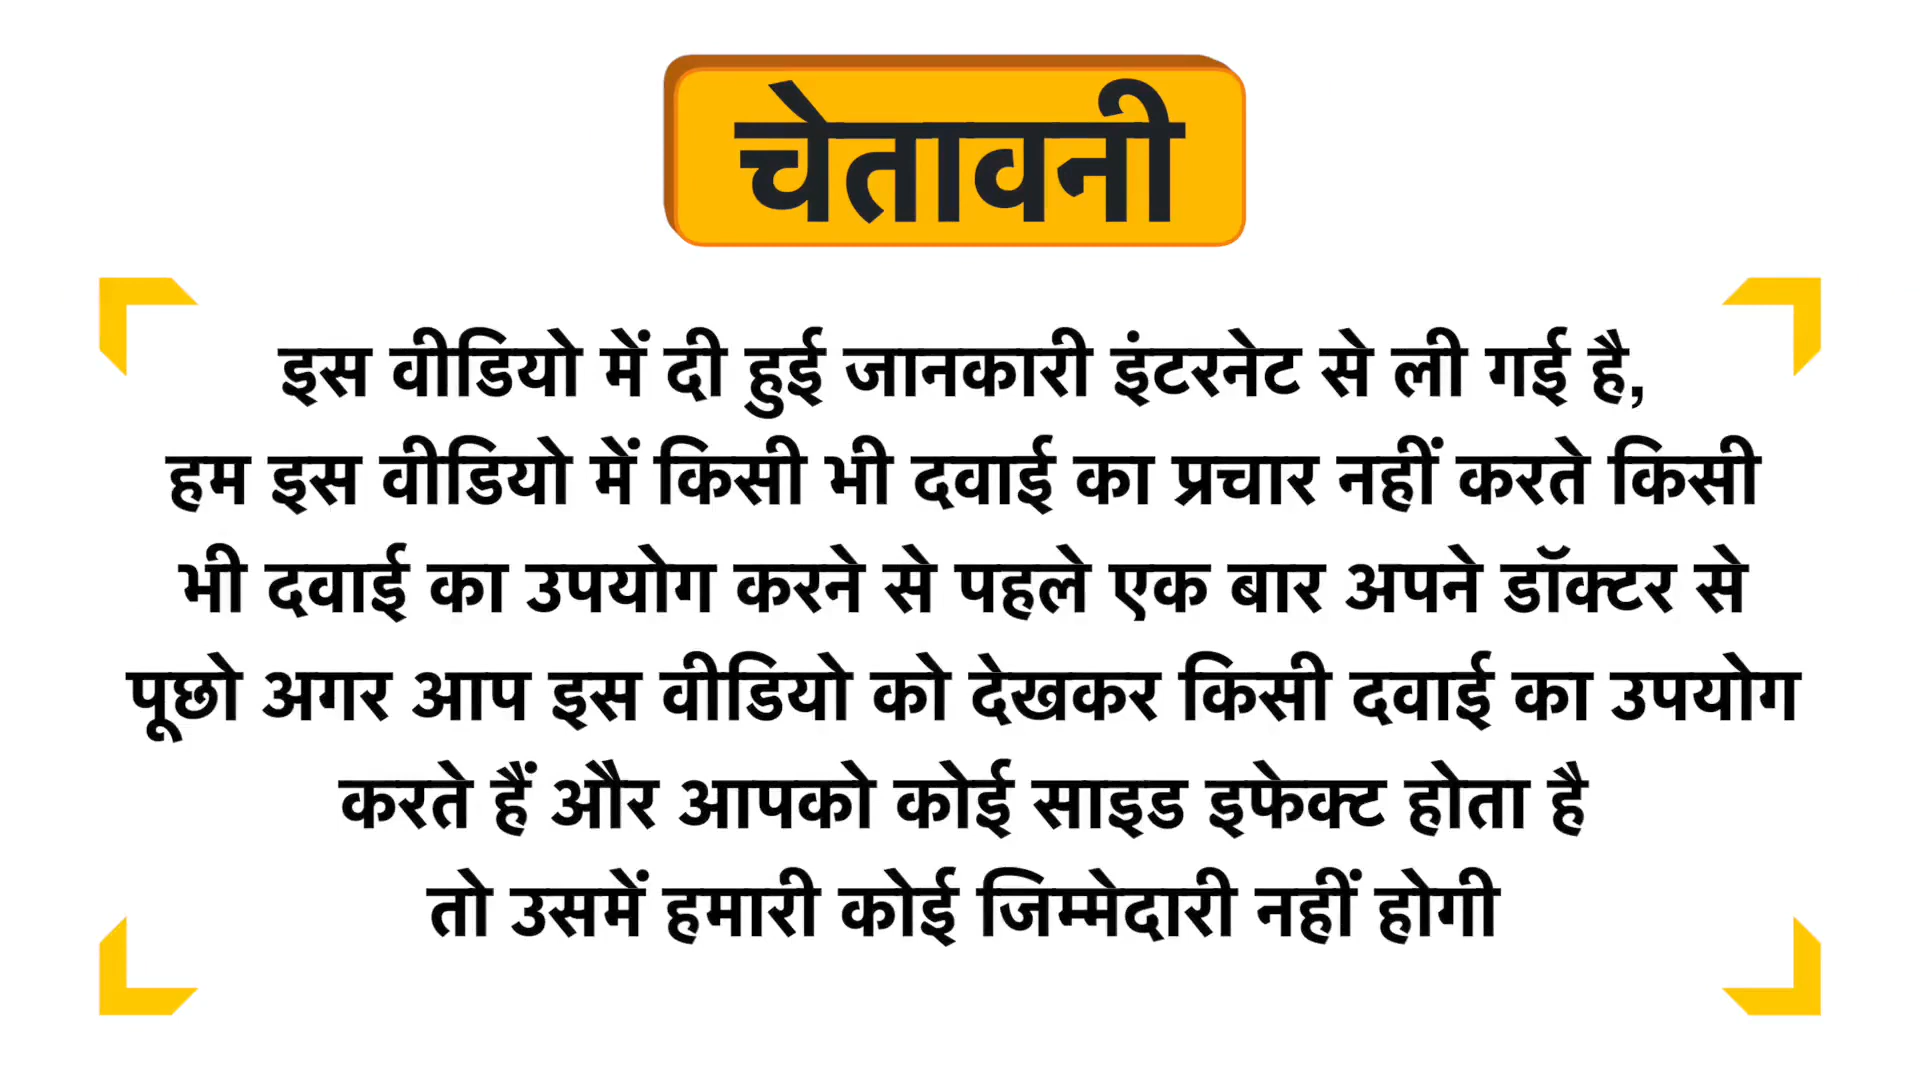 चेतावनी
इस वीडियो में दी हुई जानकारी इंटरनेट से ली गई है,
हम इस वीडियो में किसी भी दवाई का प्रचार नहीं करते किसी
भी दवाई का उपयोग करने से पहले एक बार अपने डॉक्टर से
पूछो अगर आप इस वीडियो को देखकर किसी दवाई का उपयोग
करते हैं और आपको कोई साइड इफेक्ट होता है
तो उसमें हमारी कोई जिम्मेदारी नहीं होगी